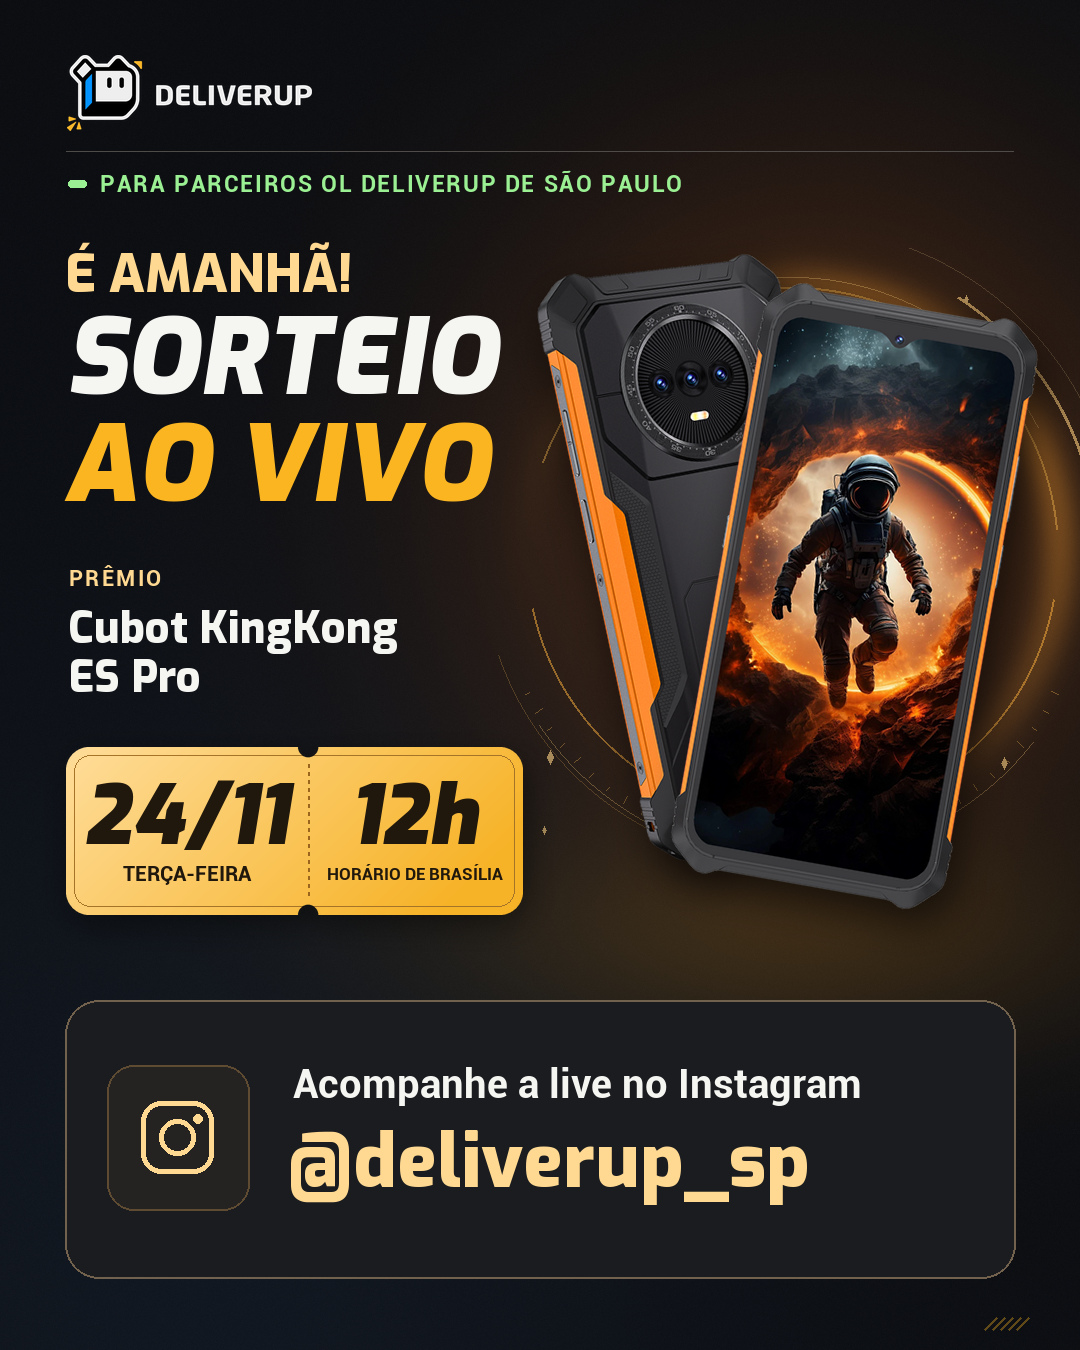 DELIVERUP
PARA PARCEIROS OL DELIVERUP DE SÃO PAULO
É AMANHÃ!
SORTEIO
AO VIVO
PRÊMIO
Cubot KingKong
ES Pro
24/11
TERÇA-FEIRA
12h
HORÁRIO DE BRASÍLIA
Acompanhe a live no Instagram
@deliverup_sp